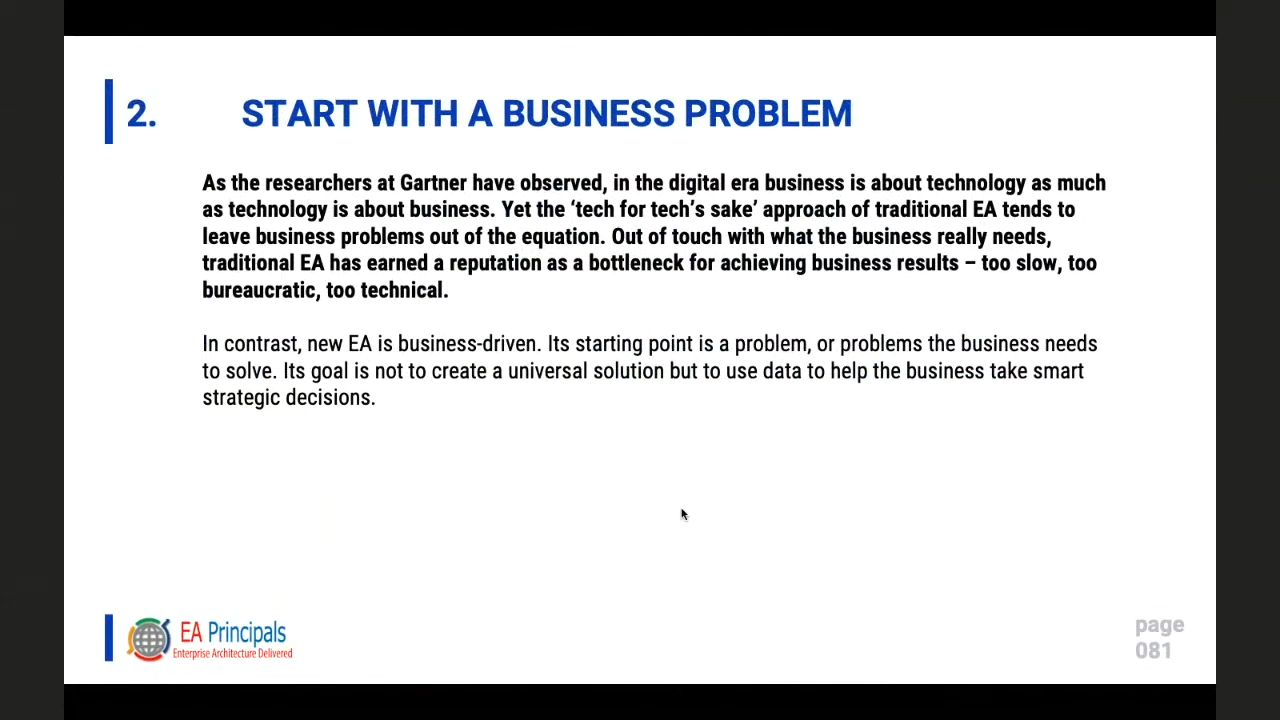 2. START WITH A BUSINESS PROBLEM
As the researchers at Gartner have observed, in the digital era business is about technology as much
as technology is about business. Yet the ‘tech for tech’s sake’ approach of traditional EA tends to
leave business problems out of the equation. Out of touch with what the business really needs,
traditional EA has earned a reputation as a bottleneck for achieving business results – too slow, too
bureaucratic, too technical.
In contrast, new EA is business-driven. Its starting point is a problem, or problems the business needs
to solve. Its goal is not to create a universal solution but to use data to help the business take smart
strategic decisions.
EA Principals
Enterprise Architecture Delivered
page
081